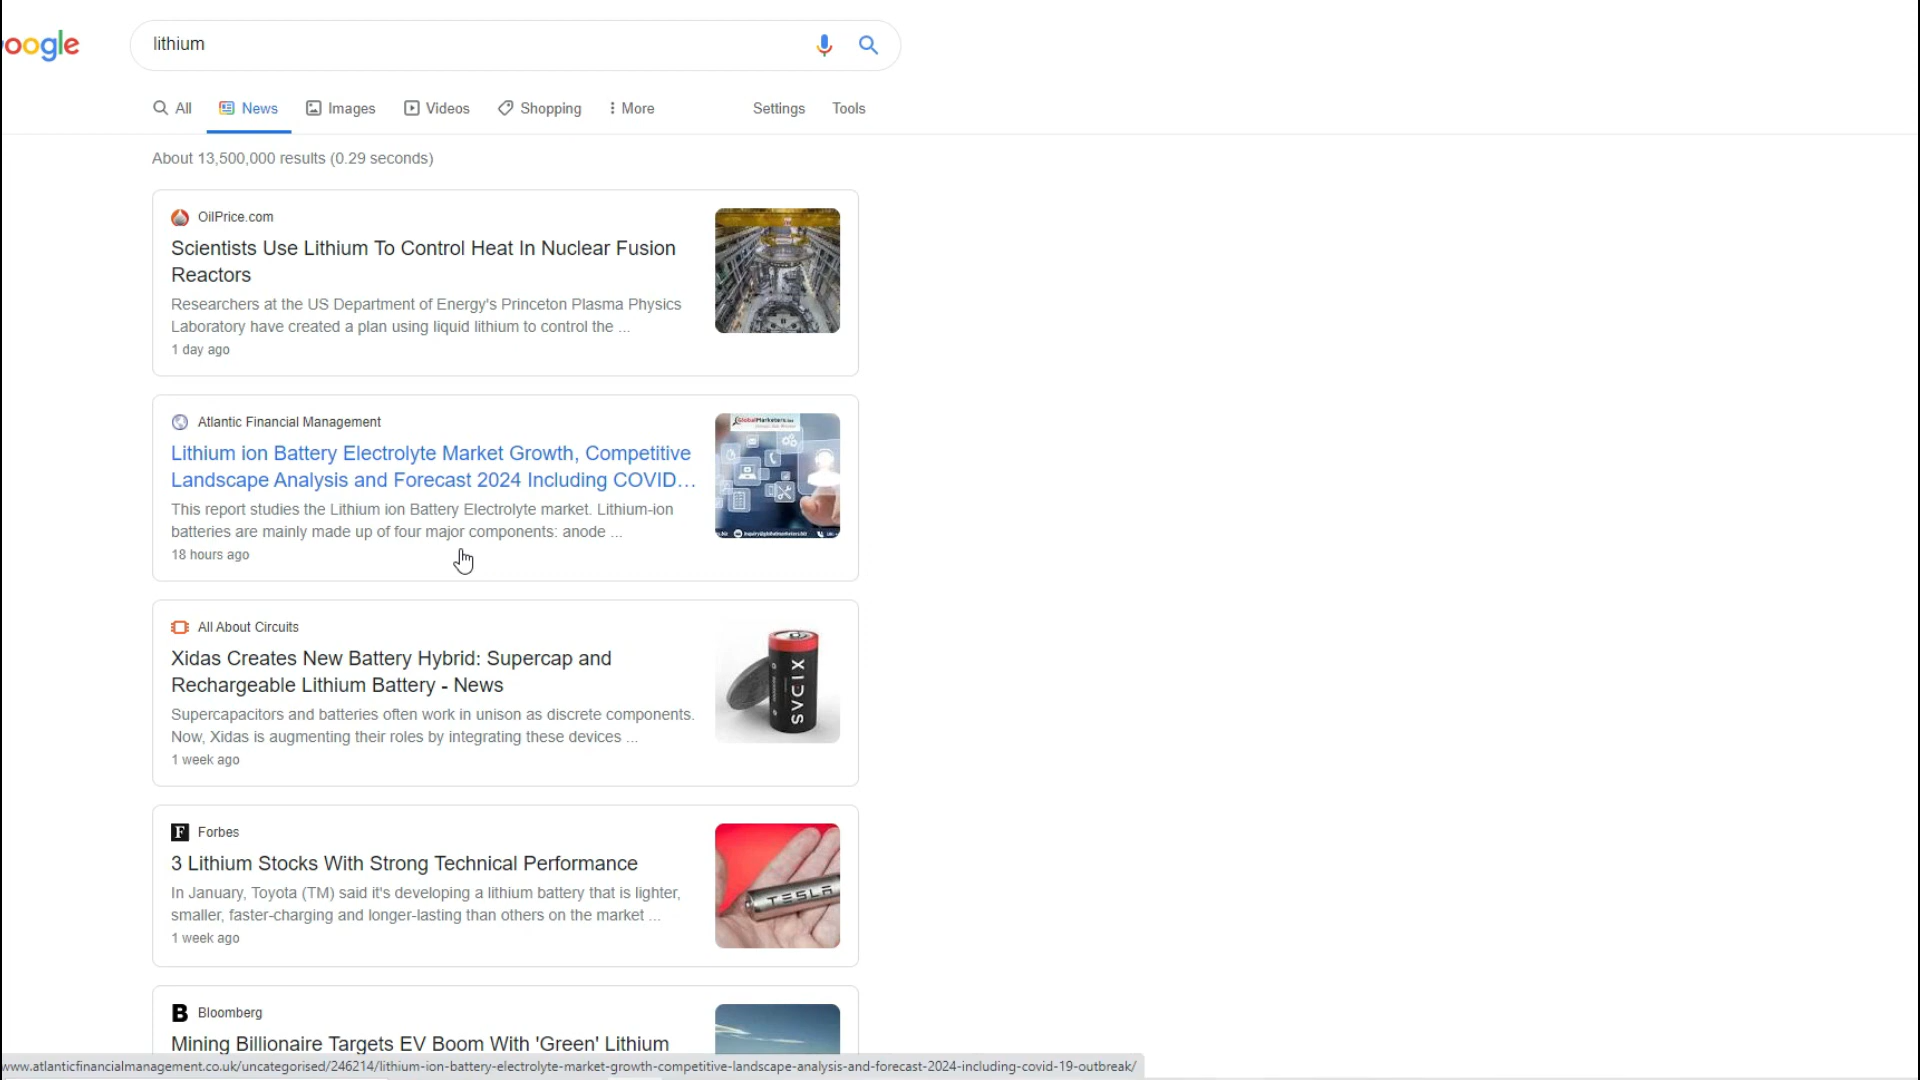 oogle
lithium
All News Images Videos Shopping More Settings Tools
About 13,500,000 results (0.29 seconds)
OilPrice.com
Scientists Use Lithium To Control Heat In Nuclear Fusion
Reactors
Researchers at the US Department of Energy's Princeton Plasma Physics
Laboratory have created a plan using liquid lithium to control the ...
1 day ago
Atlantic Financial Management
Lithium ion Battery Electrolyte Market Growth, Competitive
Landscape Analysis and Forecast 2024 Including COVID...
This report studies the Lithium ion Battery Electrolyte market. Lithium-ion
batteries are mainly made up of four major components: anode ...
18 hours ago
GlobalMarketers.biz
inquiry@globalmarketers.biz
All About Circuits
Xidas Creates New Battery Hybrid: Supercap and
Rechargeable Lithium Battery - News
Supercapacitors and batteries often work in unison as discrete components.
Now, Xidas is augmenting their roles by integrating these devices ...
1 week ago
XIDAS
Forbes
3 Lithium Stocks With Strong Technical Performance
In January, Toyota (TM) said it's developing a lithium battery that is lighter,
smaller, faster-charging and longer-lasting than others on the market ...
1 week ago
TESLA
Bloomberg
Mining Billionaire Targets EV Boom With 'Green' Lithium
www.atlanticfinancialmanagement.co.uk/uncategorised/246214/lithium-ion-battery-electrolyte-market-growth-competitive-landscape-analysis-and-forecast-2024-including-covid-19-outbreak/